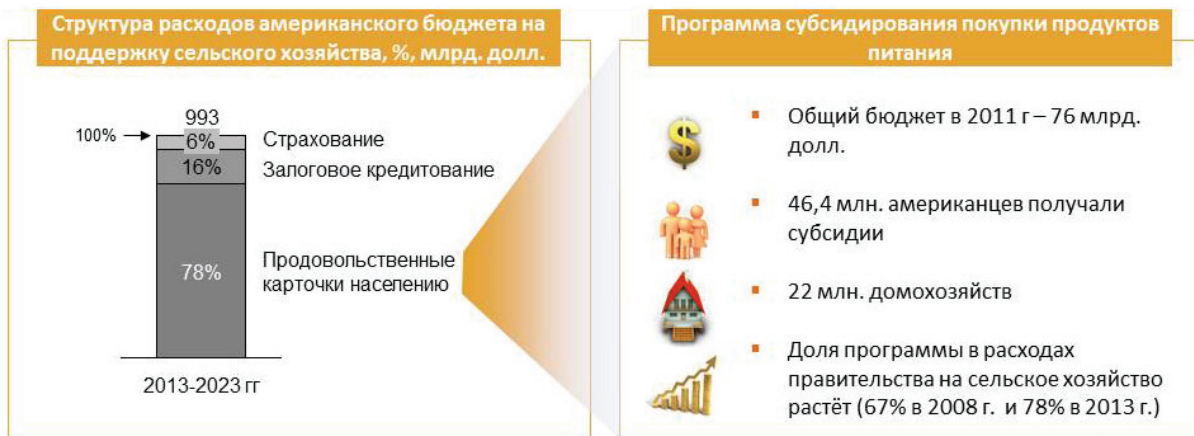 Структура расходов американского бюджета на
поддержку сельского хозяйства, %, млрд. долл.
993
100%
6%
Страхование
16%
Залоговое кредитование
78%
Продовольственные
карточки населению
2013-2023 гг
Программа субсидирования покупки продуктов
питания
Общий бюджет в 2011 г – 76 млрд.
долл.
46,4 млн. американцев получали
субсидии
22 млн. домохозяйств
Доля программы в расходах
правительства на сельское хозяйство
растёт (67% в 2008 г. и 78% в 2013 г.)